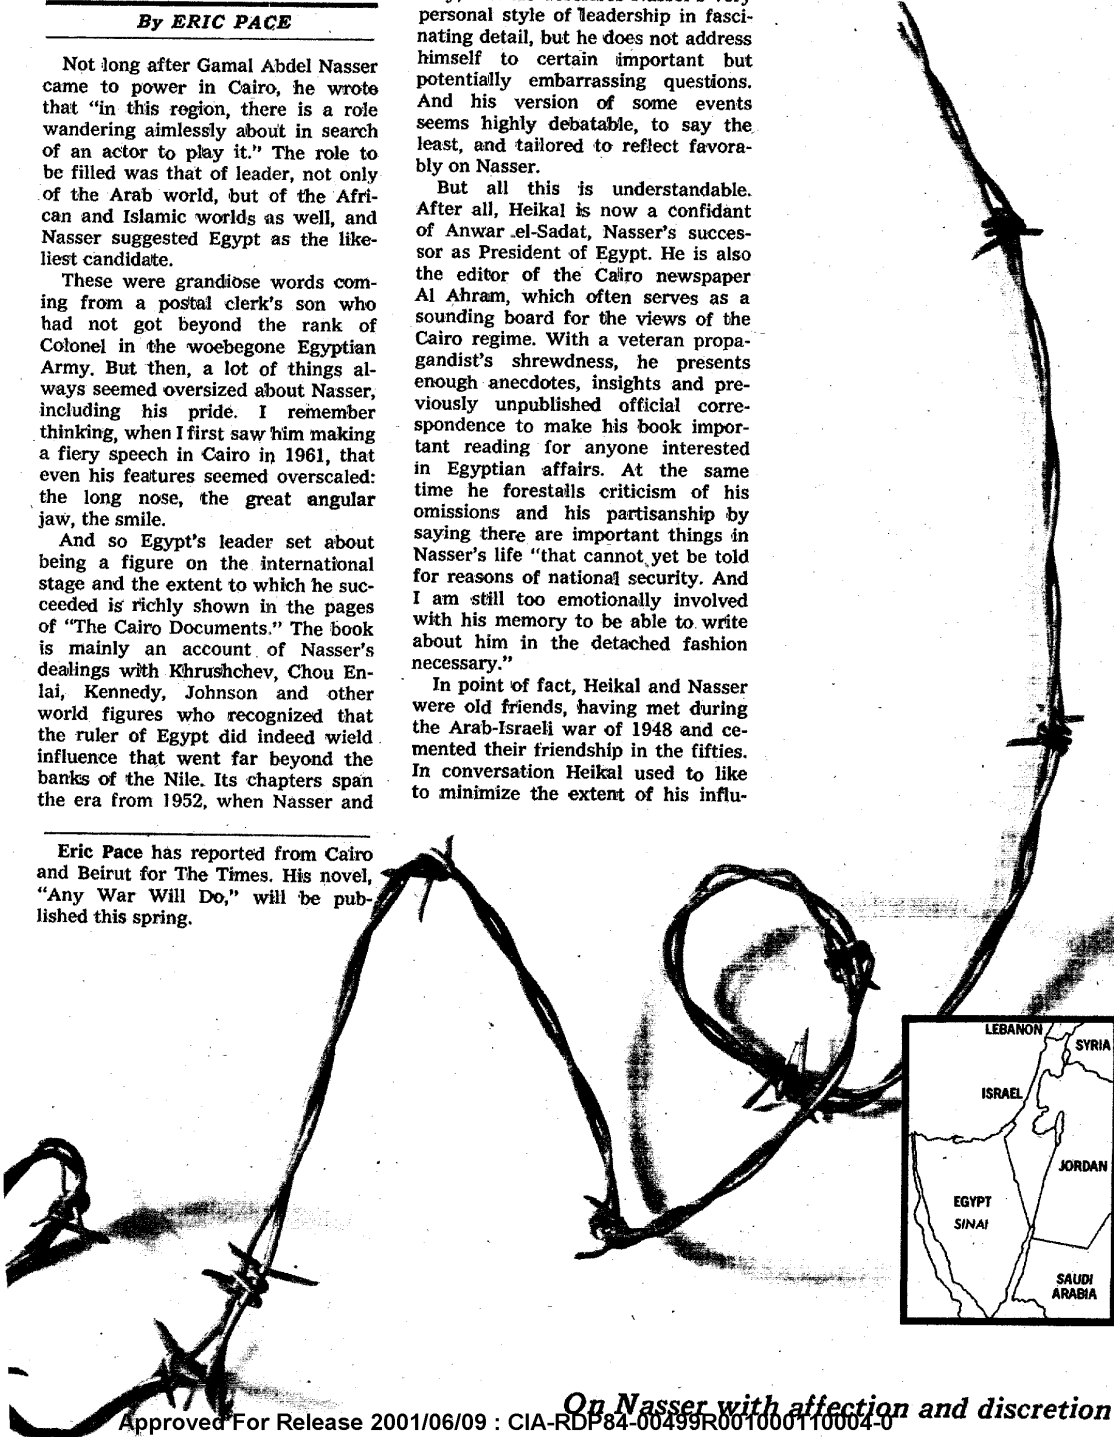 By ERIC PACE
Not long after Gamal Abdel Nasser
came to power in Cairo, he wrote
that "in this region, there is a role
wandering aimlessly about in search
of an actor to play it." The role to
be filled was that of leader, not only
of the Arab world, but of the Afri-
can and Islamic worlds as well, and
Nasser suggested Egypt as the like-
liest candidate.
These were grandiose words com-
ing from a postal clerk's son who
had not got beyond the rank of
Colonel in the woebegone Egyptian
Army. But then, a lot of things al-
ways seemed oversized about Nasser,
including his pride. I remember
thinking, when I first saw him making
a fiery speech in Cairo in 1961, that
even his features seemed overscaled:
the long nose, the great angular
jaw, the smile.
And so Egypt's leader set about
being a figure on the international
stage and the extent to which he suc-
ceeded is richly shown in the pages
of "The Cairo Documents." The book
is mainly an account of Nasser's
dealings with Khrushchev, Chou En-
lai, Kennedy, Johnson and other
world figures who recognized that
the ruler of Egypt did indeed wield
influence that went far beyond the
banks of the Nile. Its chapters span
the era from 1952, when Nasser and
Eric Pace has reported from Cairo
and Beirut for The Times. His novel,
"Any War Will Do," will be pub-
lished this spring.
personal style of leadership in fasci-
nating detail, but he does not address
himself to certain important but
potentially embarrassing questions.
And his version of some events
seems highly debatable, to say the
least, and tailored to reflect favora-
bly on Nasser.
But all this is understandable.
After all, Heikal is now a confidant
of Anwar el-Sadat, Nasser's succes-
sor as President of Egypt. He is also
the editor of the Cairo newspaper
Al Ahram, which often serves as a
sounding board for the views of the
Cairo regime. With a veteran propa-
gandist's shrewdness, he presents
enough anecdotes, insights and pre-
viously unpublished official corre-
spondence to make his book impor-
tant reading for anyone interested
in Egyptian affairs. At the same
time he forestalls criticism of his
omissions and his partisanship by
saying there are important things in
Nasser's life "that cannot yet be told
for reasons of national security. And
I am still too emotionally involved
with his memory to be able to write
about him in the detached fashion
necessary."
In point of fact, Heikal and Nasser
were old friends, having met during
the Arab-Israeli war of 1948 and ce-
mented their friendship in the fifties.
In conversation Heikal used to like
to minimize the extent of his influ-
LEBANON
SYRIA
ISRAEL
JORDAN
EGYPT
SINAI
SAUDI
ARABIA
On Nasser with affection and discretion
Approved For Release 2001/06/09 : CIA-RDP84-00499R001000110004-0